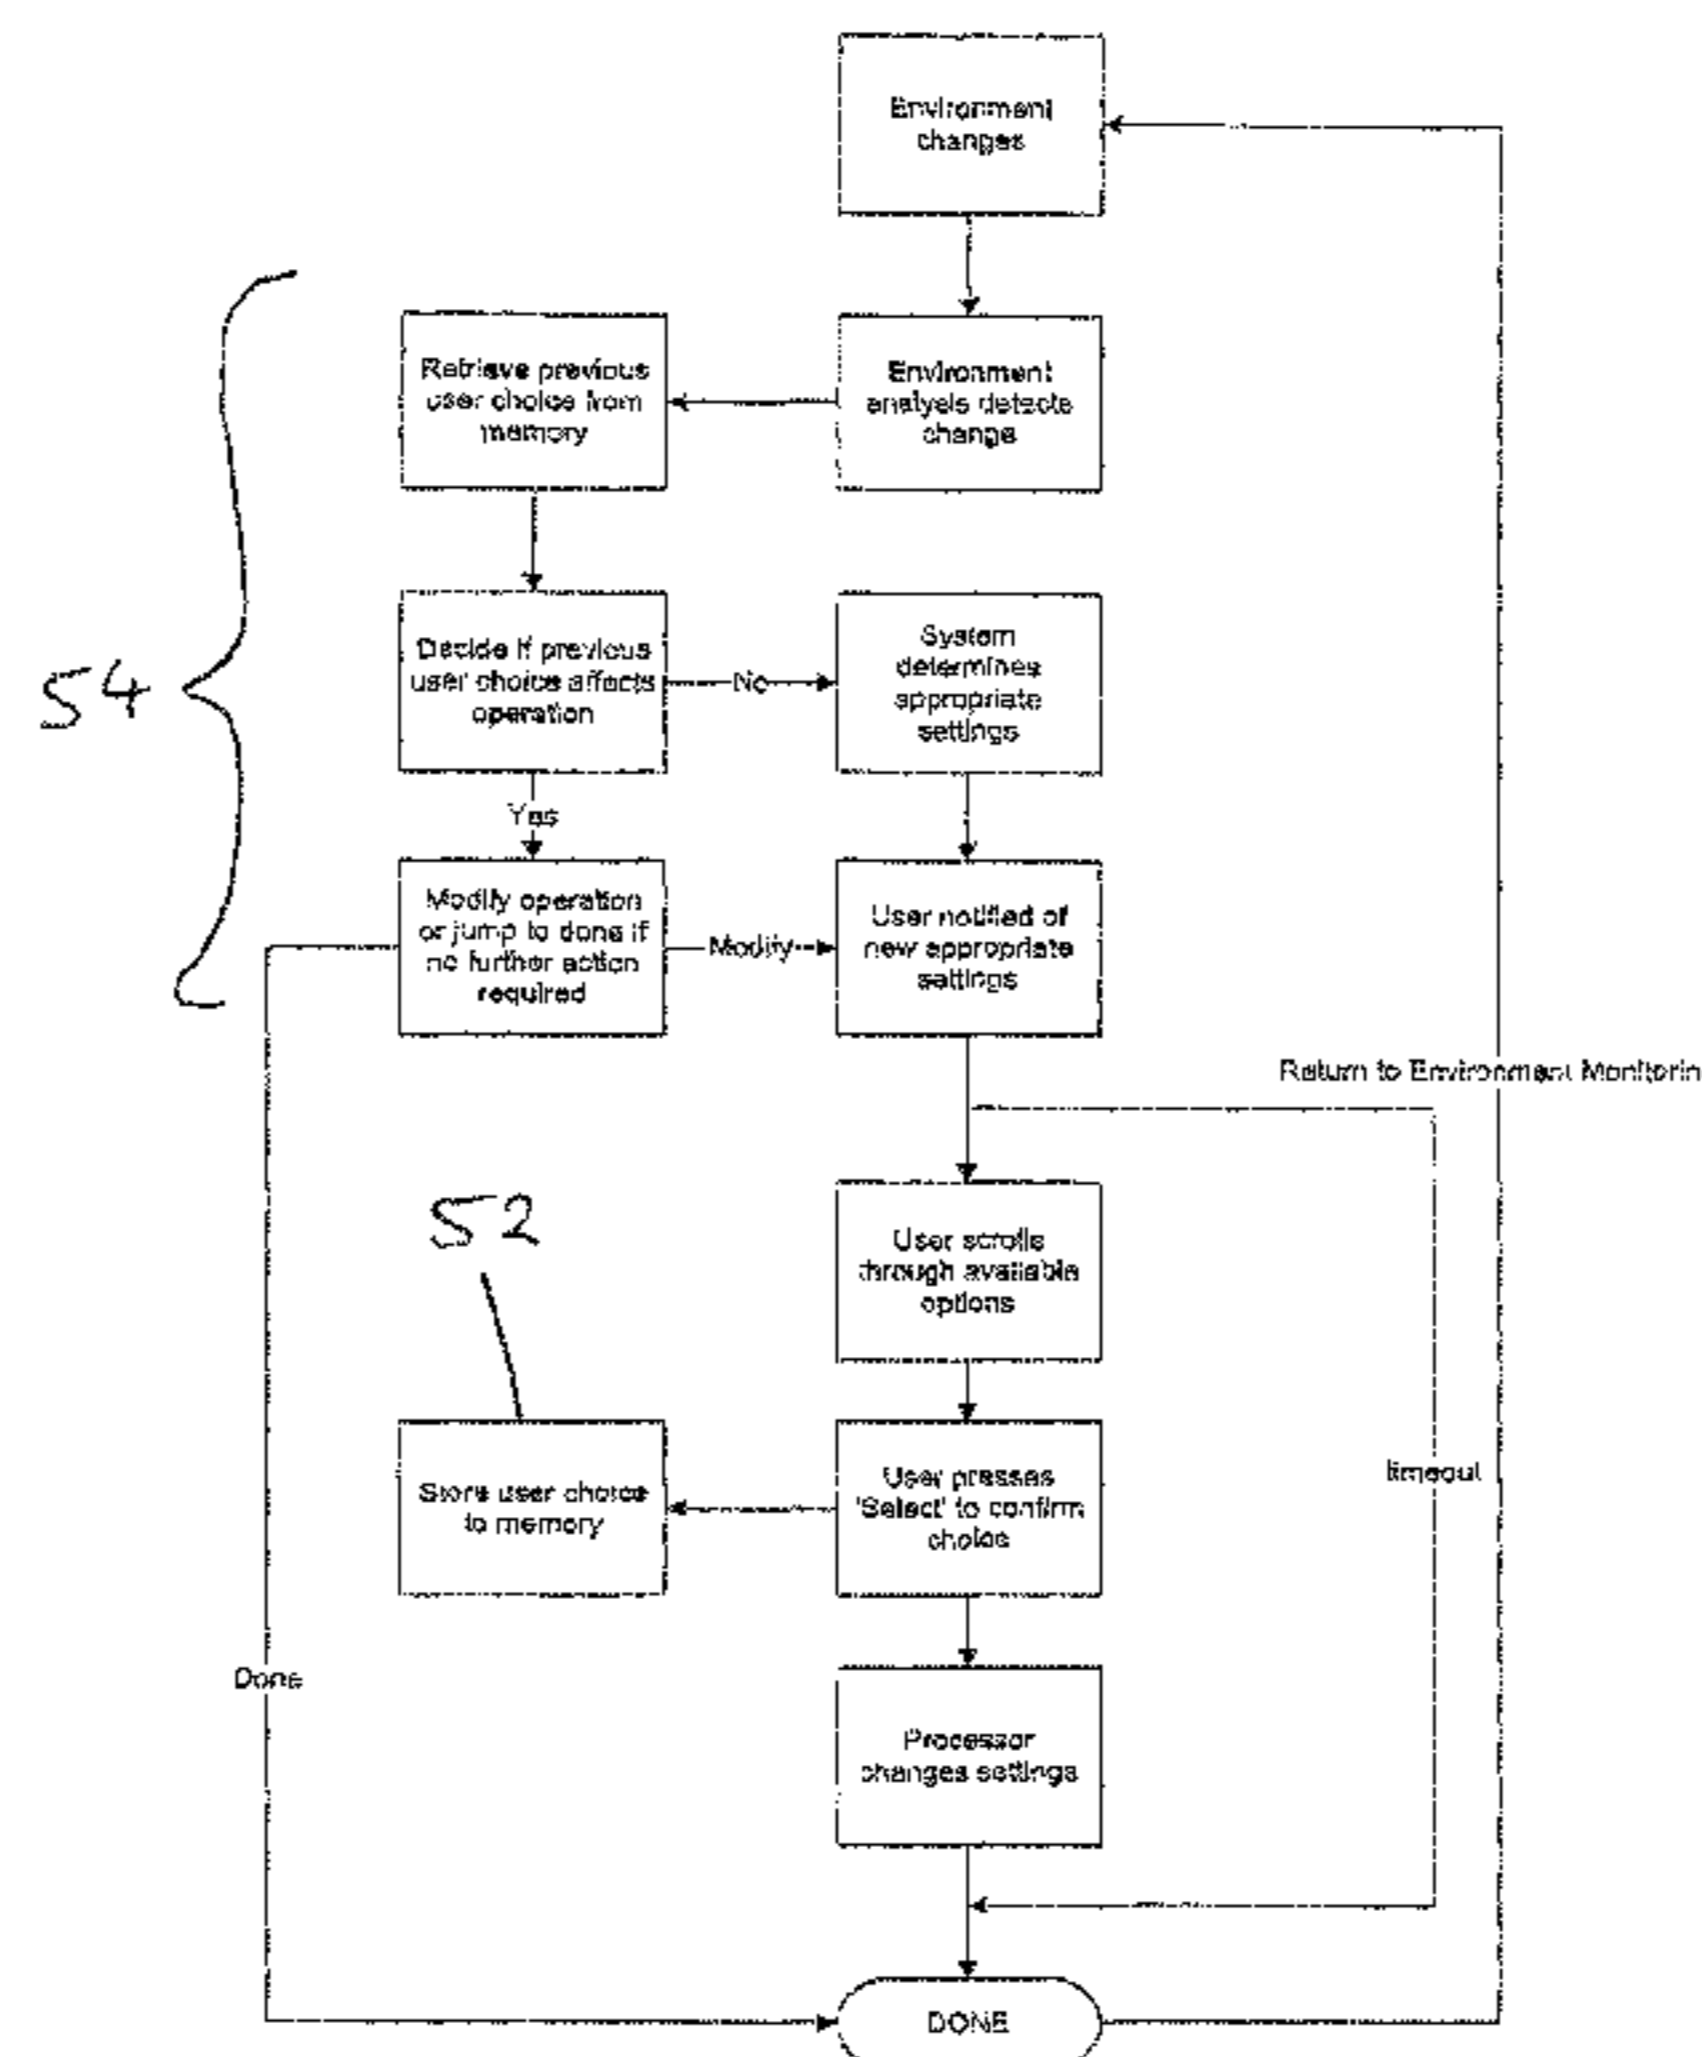 Environment
changes
Retrieve previous
user choice from
memory
Environment
analysis detects
change
54
Decide if previous
user choice affects
operation
No
System
determines
appropriate
settings
Yes
Modify operation
or jump to done if
no further action
required
Modify
User notified of
new appropriate
settings
Return to Environment Monitorin
User scrolls
through available
options
52
Store user choice
to memory
User presses
'Select' to confirm
choice
timeout
Done
Processor
changes settings
DONE